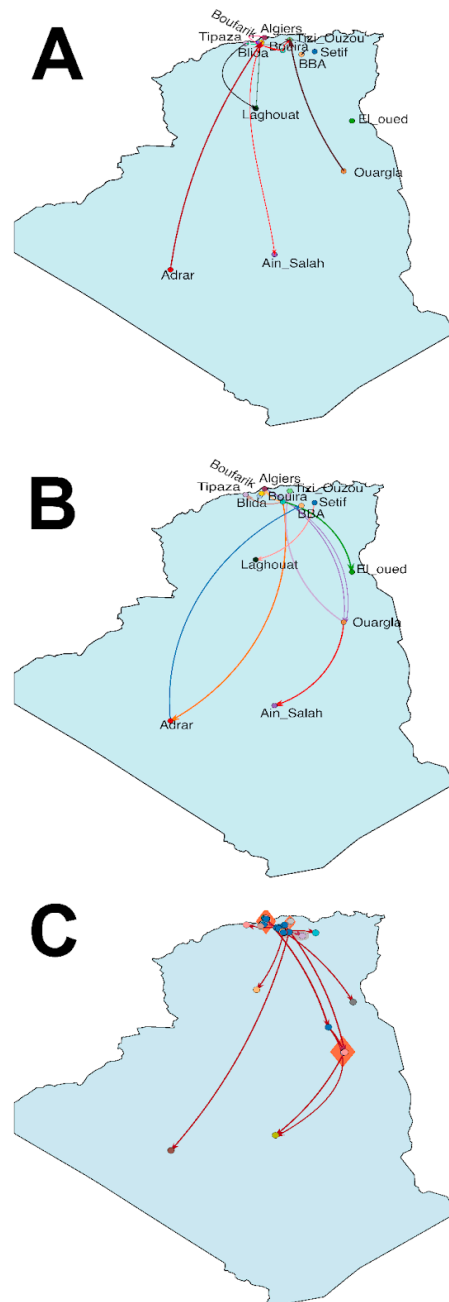 A
Boufarik
Algiers
Tipaza
Tizi_Ouzou
Blida
Bouira
Setif
BBA
Laghouat
El_oued
Ouargla
Ain_Salah
Adrar
B
Boufarik
Algiers
Tipaza
Tizi_Ouzou
Blida
Bouira
Setif
BBA
Laghouat
El_oued
Ouargla
Ain_Salah
Adrar
C